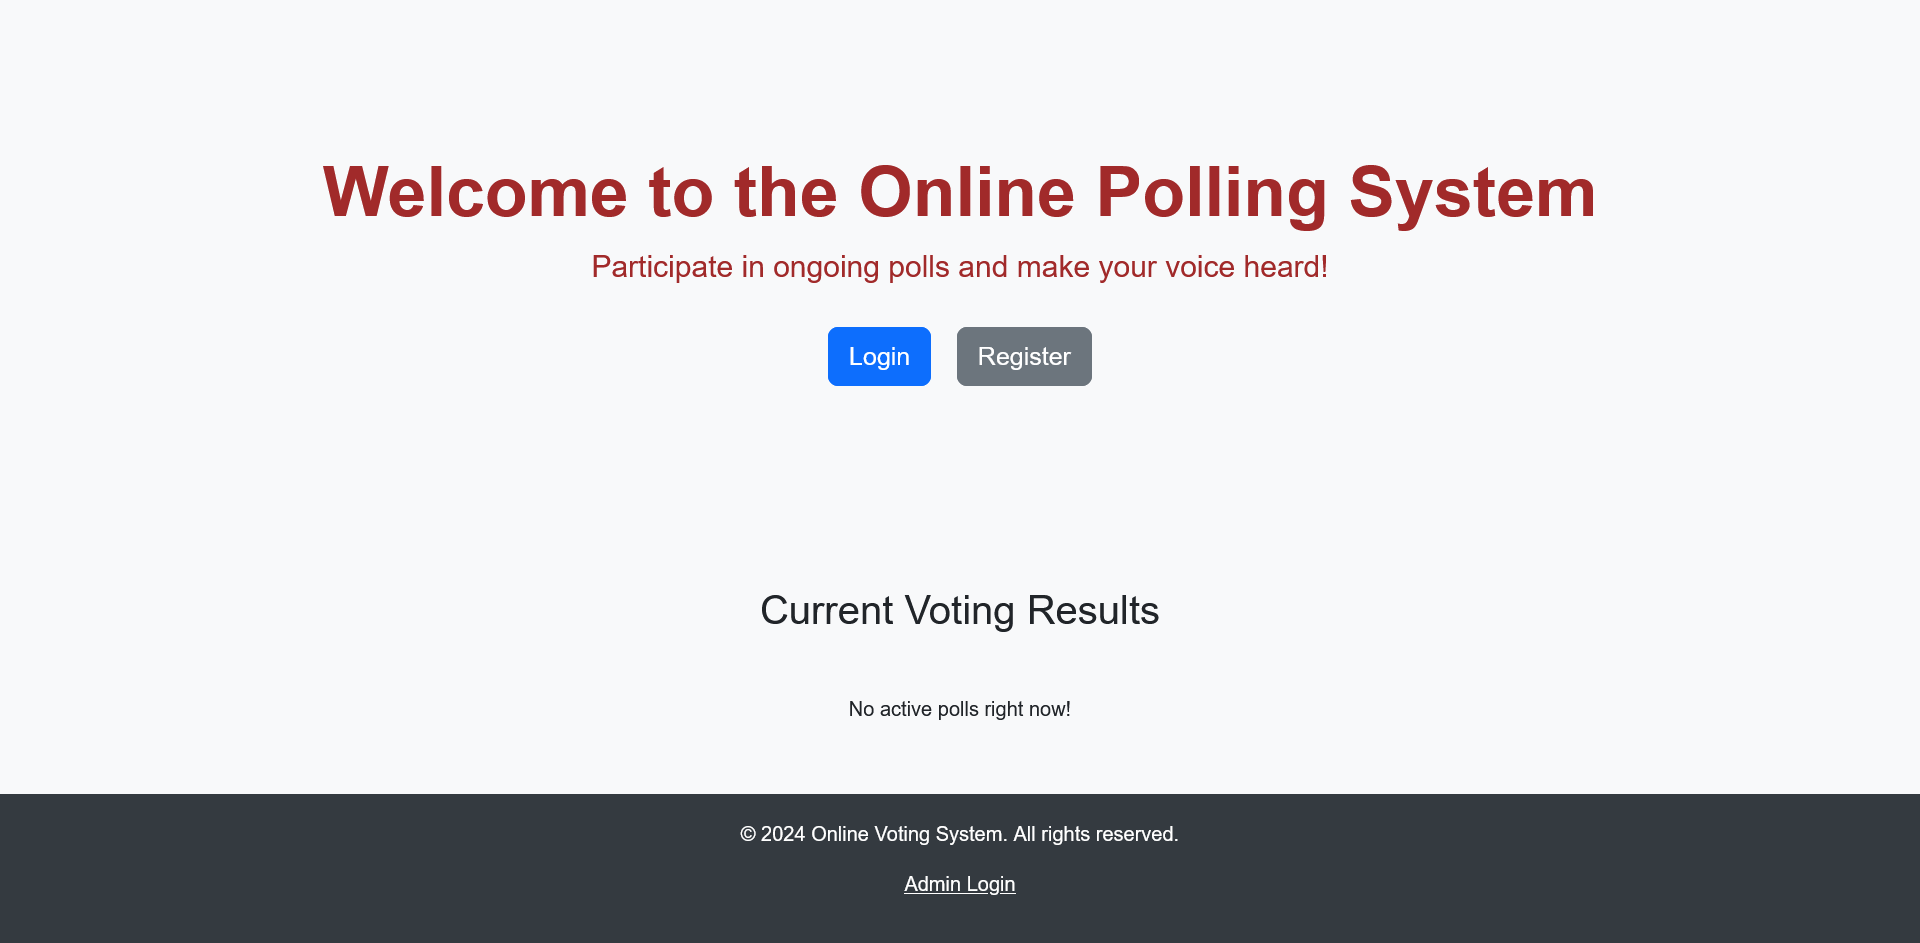 Welcome to the Online Polling System
Participate in ongoing polls and make your voice heard!
Login Register
Current Voting Results
No active polls right now!
© 2024 Online Voting System. All rights reserved.
Admin Login